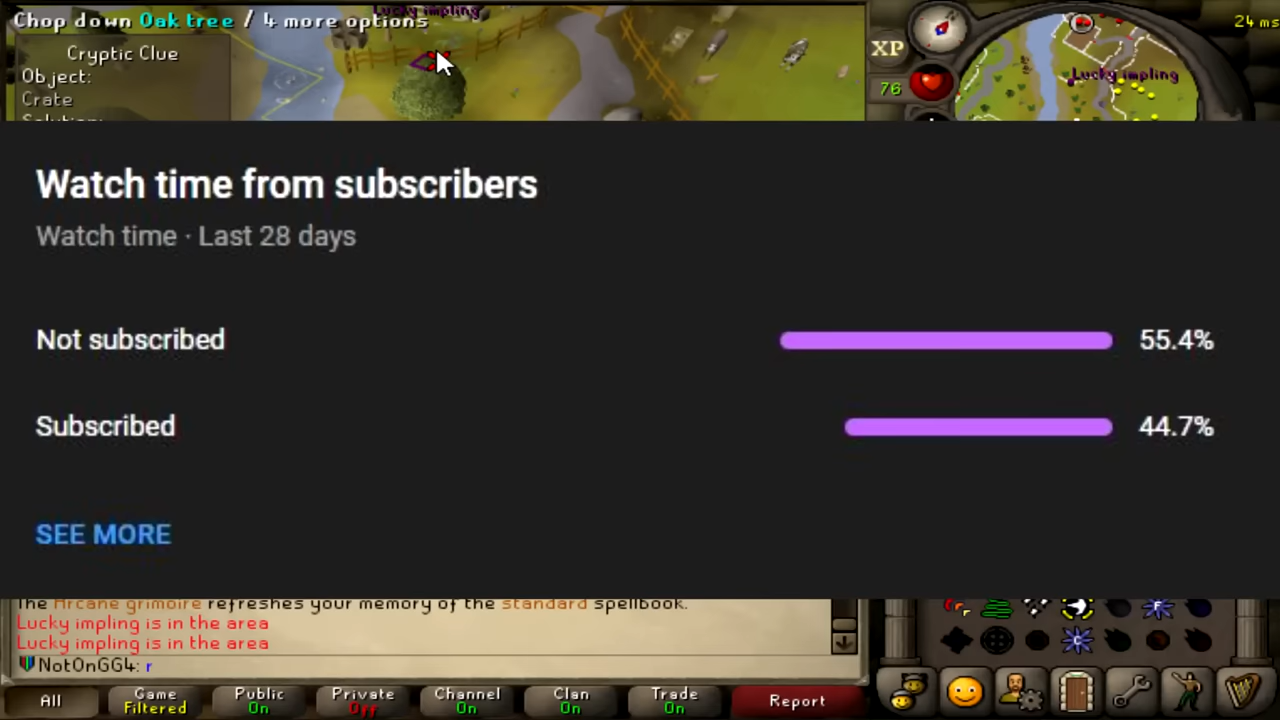 Chop down Oak tree / 4 more options
Lucky impling
24 ms
Cryptic Clue
Object:
Crate
XP
Lucky impling
76
Watch time from subscribers
Watch time · Last 28 days
Not subscribed 55.4%
Subscribed 44.7%
SEE MORE
The Arcane grimoire refreshes your memory of the standard spellbook.
Lucky impling is in the area
Lucky impling is in the area
NotOnGG4: r
All
Game
Filtered
Public
On
Private
Off
Channel
On
Clan
On
Trade
On
Report